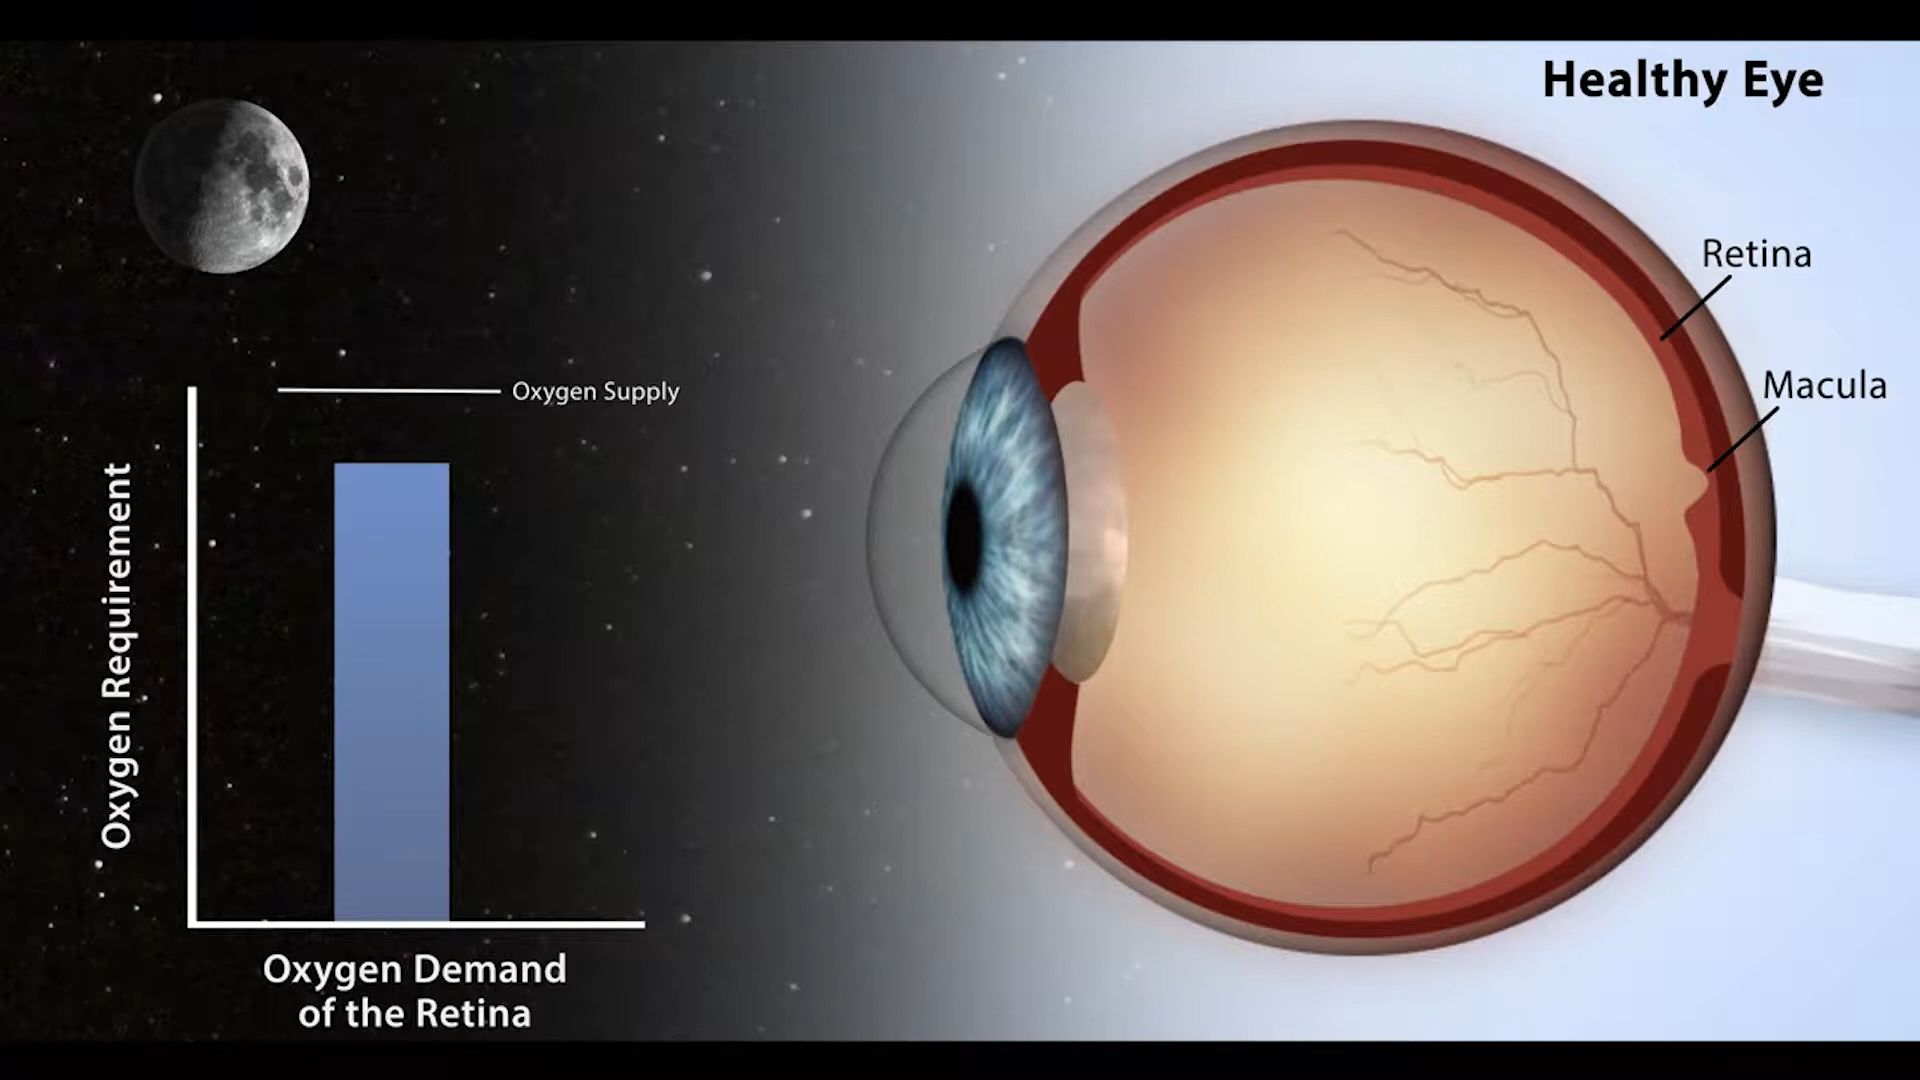 Healthy Eye
Retina
Macula
Oxygen Supply
Oxygen Requirement
Oxygen Demand
of the Retina